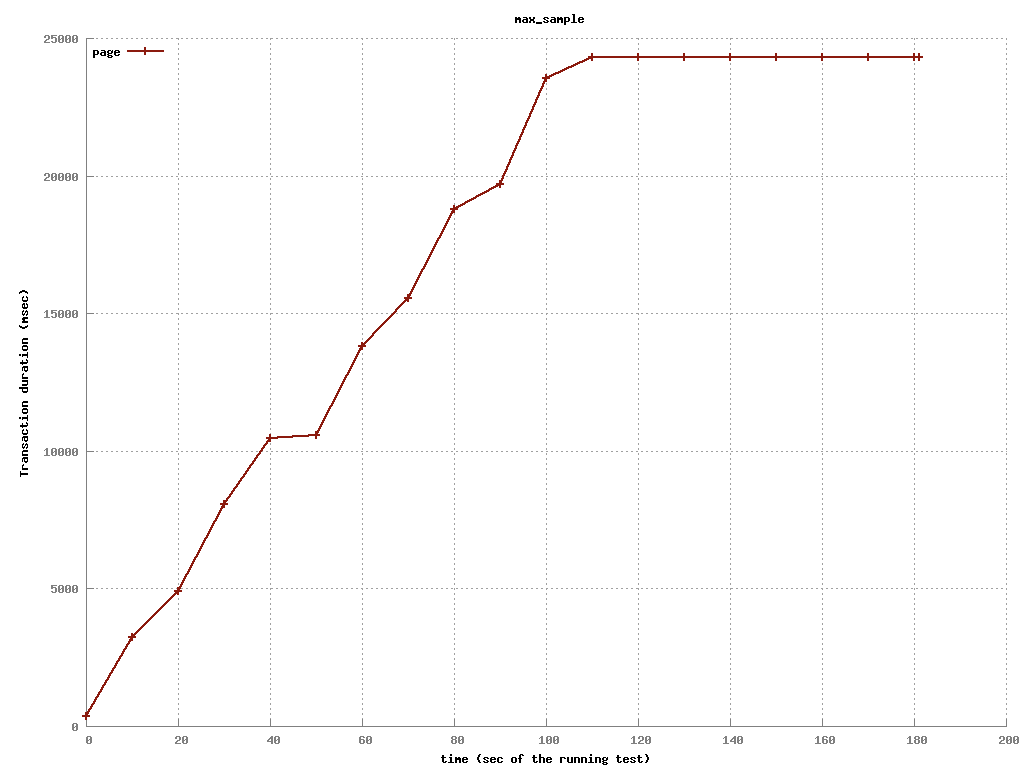 max_sample
page
25000
20000
15000
10000
5000
0
Transaction duration (msec)
0 20 40 60 80 100 120 140 160 180 200
time (sec of the running test)